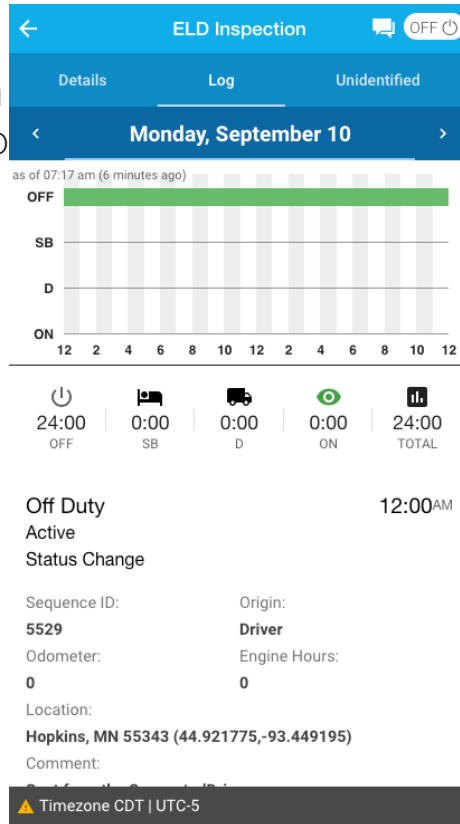 ELD Inspection OFF
Details Log Unidentified
Monday, September 10
as of 07:17 am (6 minutes ago)
OFF
SB
D
ON
12 2 4 6 8 10 12 2 4 6 8 10 12
24:00 0:00 0:00 0:00 24:00
OFF SB D ON TOTAL
Off Duty 12:00AM
Active
Status Change
Sequence ID: Origin:
5529 Driver
Odometer: Engine Hours:
0 0
Location:
Hopkins, MN 55343 (44.921775,-93.449195)
Comment:
Timezone CDT | UTC-5